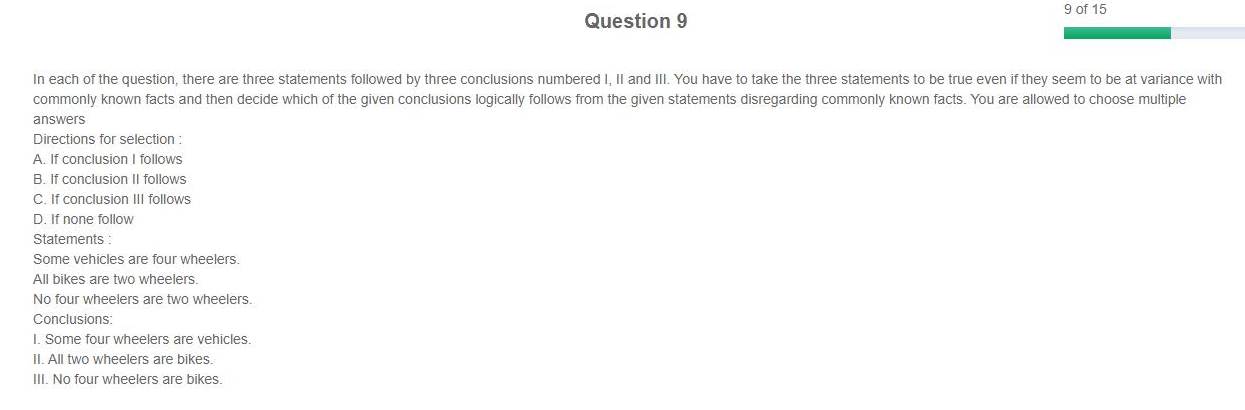 Question 9
9 of 15
In each of the question, there are three statements followed by three conclusions numbered I, II and III. You have to take the three statements to be true even if they seem to be at variance with
commonly known facts and then decide which of the given conclusions logically follows from the given statements disregarding commonly known facts. You are allowed to choose multiple
answers
Directions for selection :
A. If conclusion I follows
B. If conclusion II follows
C. If conclusion III follows
D. If none follow
Statements :
Some vehicles are four wheelers.
All bikes are two wheelers.
No four wheelers are two wheelers.
Conclusions:
I. Some four wheelers are vehicles.
II. All two wheelers are bikes.
III. No four wheelers are bikes.